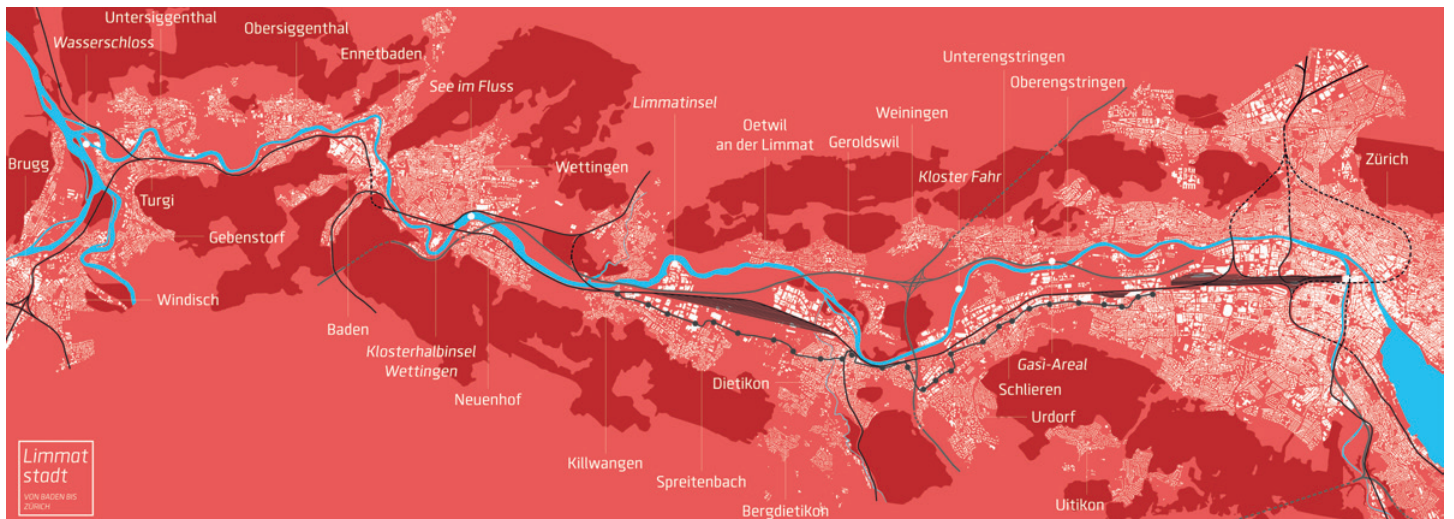 Untersiggenthal
Wasserschloss
Obersiggenthal
Ennetbaden
See im Fluss
Limmatinsel
Unterengstringen
Oberengstringen
Weiningen
Oetwil
an der Limmat
Geroldswil
Kloster Fahr
Wettingen
Zürich
Brugg
Turgi
Gebenstorf
Windisch
Baden
Klosterhalbinsel
Wettingen
Neuenhof
Killwangen
Spreitenbach
Bergdietikon
Dietikon
Gasi-Areal
Schlieren
Urdorf
Uitikon
Limmat
stadt
VON BADEN BIS
ZÜRICH